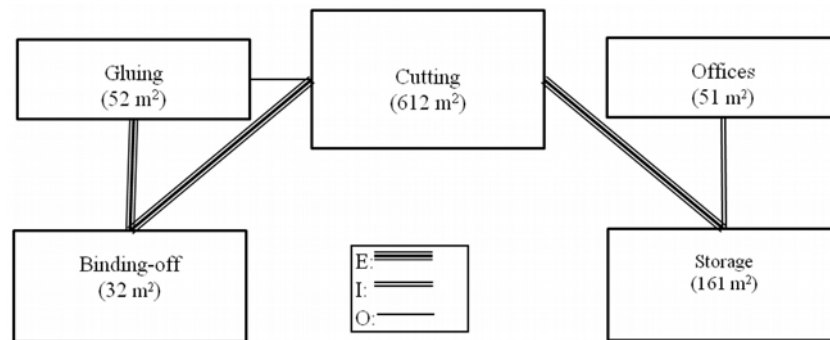 Gluing
(52 m²)
Cutting
(612 m²)
Offices
(51 m²)
Binding-off
(32 m²)
E:
I:
O:
Storage
(161 m²)